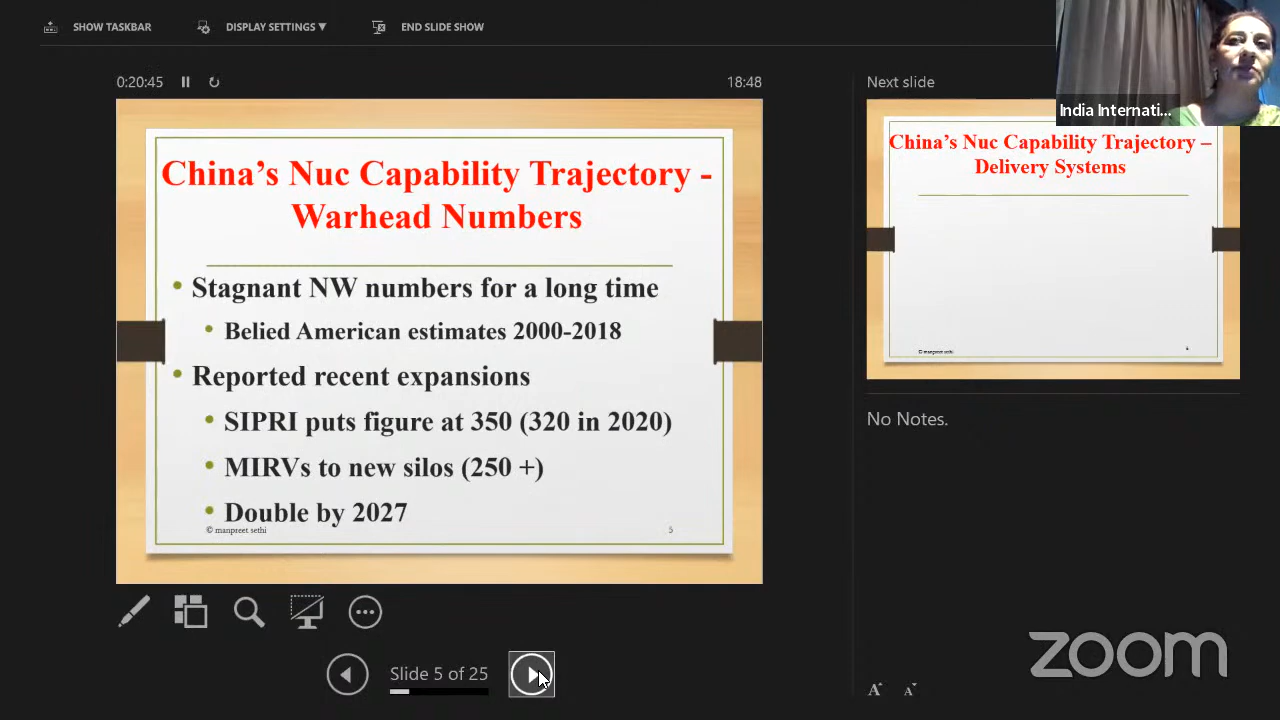 SHOW TASKBAR
DISPLAY SETTINGS ▼
END SLIDE SHOW
0:20:45
18:48
Next slide
India Internati...
China's Nuc Capability Trajectory -
Warhead Numbers
• Stagnant NW numbers for a long time
• Belied American estimates 2000-2018
• Reported recent expansions
• SIPRI puts figure at 350 (320 in 2020)
• MIRVs to new silos (250 +)
• Double by 2027
© manpreet sethi
5
China's Nuc Capability Trajectory –
Delivery Systems
© manpreet sethi
No Notes.
Slide 5 of 25
A
A
zoom